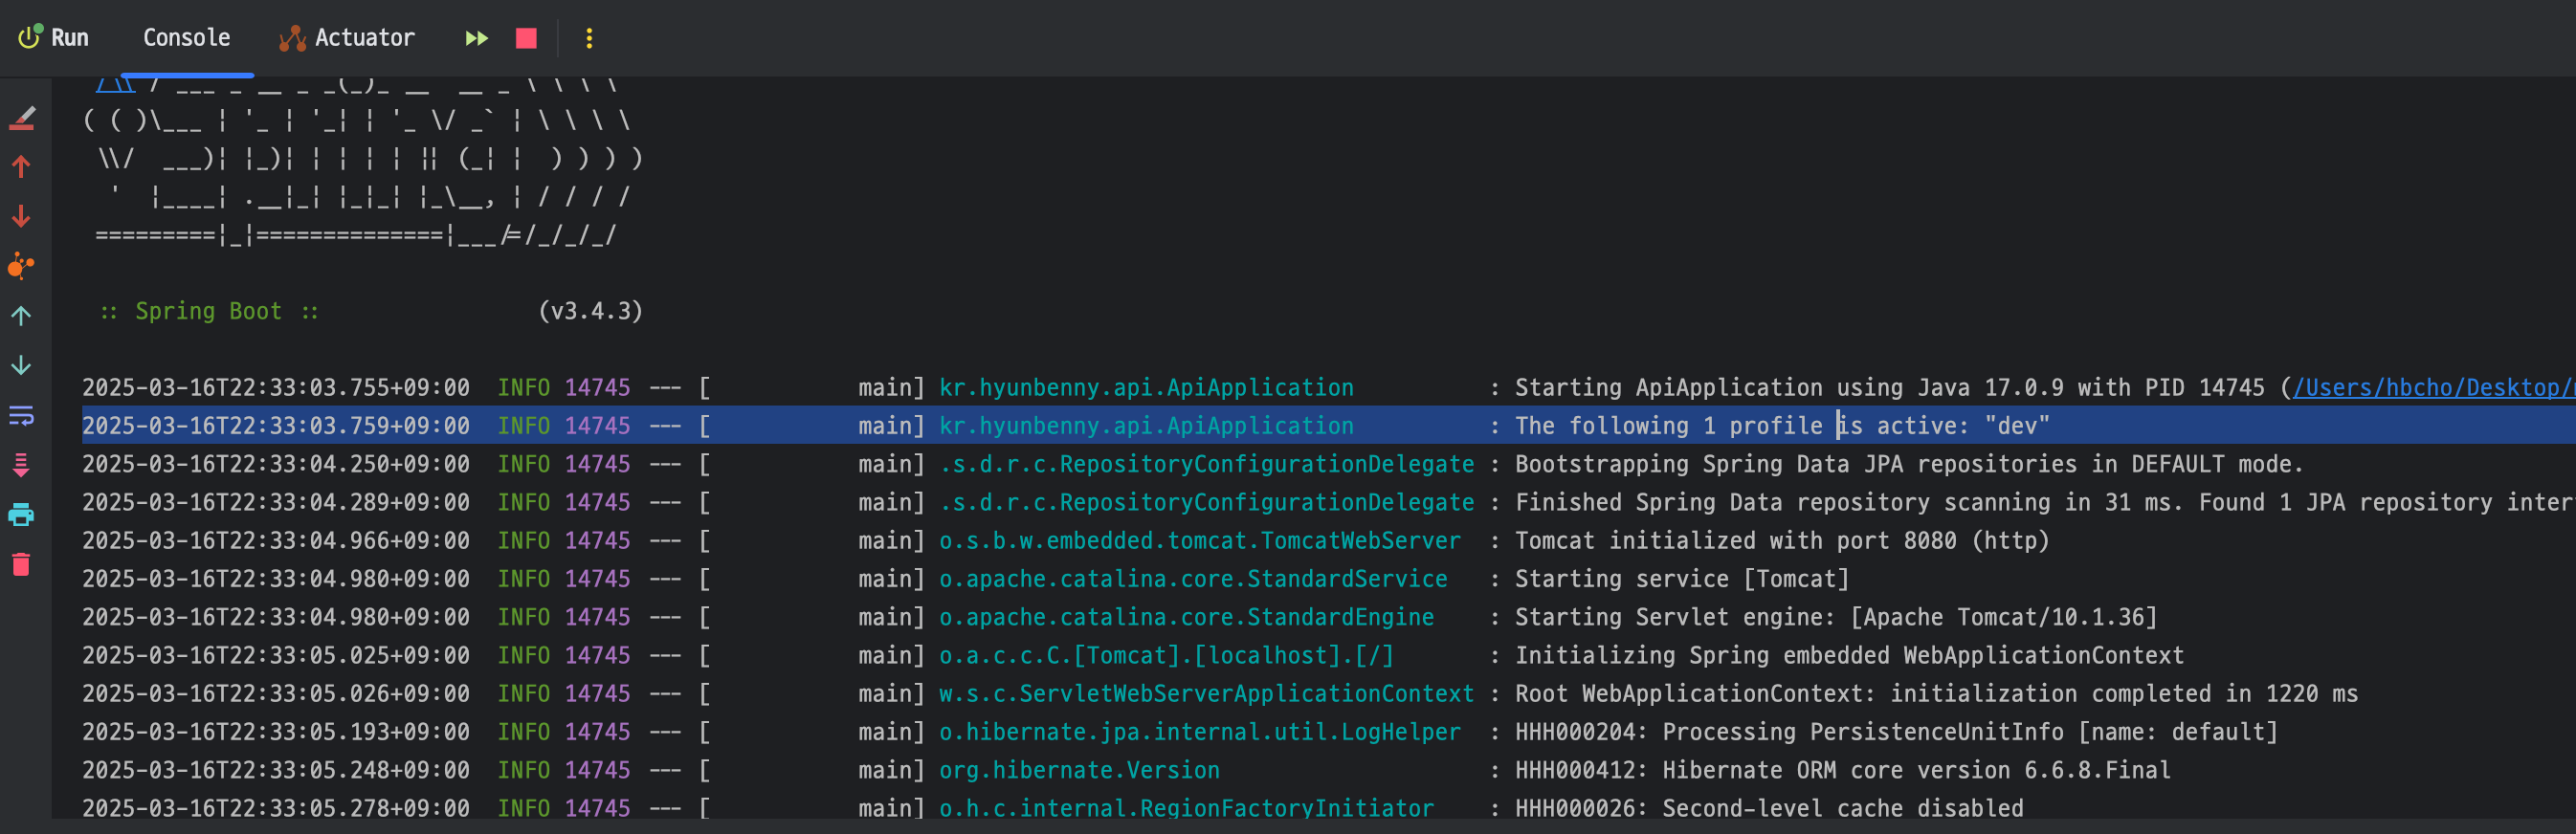 Run Console Actuator
:: Spring Boot :: (v3.4.3)
2025-03-16T22:33:03.755+09:00 INFO 14745 --- [ main] kr.hyunbenny.api.ApiApplication : Starting ApiApplication using Java 17.0.9 with PID 14745 (/Users/hbcho/Desktop/
2025-03-16T22:33:03.759+09:00 INFO 14745 --- [ main] kr.hyunbenny.api.ApiApplication : The following 1 profile is active: "dev"
2025-03-16T22:33:04.250+09:00 INFO 14745 --- [ main] .s.d.r.c.RepositoryConfigurationDelegate : Bootstrapping Spring Data JPA repositories in DEFAULT mode.
2025-03-16T22:33:04.289+09:00 INFO 14745 --- [ main] .s.d.r.c.RepositoryConfigurationDelegate : Finished Spring Data repository scanning in 31 ms. Found 1 JPA repository inter
2025-03-16T22:33:04.966+09:00 INFO 14745 --- [ main] o.s.b.w.embedded.tomcat.TomcatWebServer : Tomcat initialized with port 8080 (http)
2025-03-16T22:33:04.980+09:00 INFO 14745 --- [ main] o.apache.catalina.core.StandardService : Starting service [Tomcat]
2025-03-16T22:33:04.980+09:00 INFO 14745 --- [ main] o.apache.catalina.core.StandardEngine : Starting Servlet engine: [Apache Tomcat/10.1.36]
2025-03-16T22:33:05.025+09:00 INFO 14745 --- [ main] o.a.c.c.C.[Tomcat].[localhost].[/] : Initializing Spring embedded WebApplicationContext
2025-03-16T22:33:05.026+09:00 INFO 14745 --- [ main] w.s.c.ServletWebServerApplicationContext : Root WebApplicationContext: initialization completed in 1220 ms
2025-03-16T22:33:05.193+09:00 INFO 14745 --- [ main] o.hibernate.jpa.internal.util.LogHelper : HHH000204: Processing PersistenceUnitInfo [name: default]
2025-03-16T22:33:05.248+09:00 INFO 14745 --- [ main] org.hibernate.Version : HHH000412: Hibernate ORM core version 6.6.8.Final
2025-03-16T22:33:05.278+09:00 INFO 14745 --- [ main] o.h.c.internal.RegionFactoryInitiator : HHH000026: Second-level cache disabled